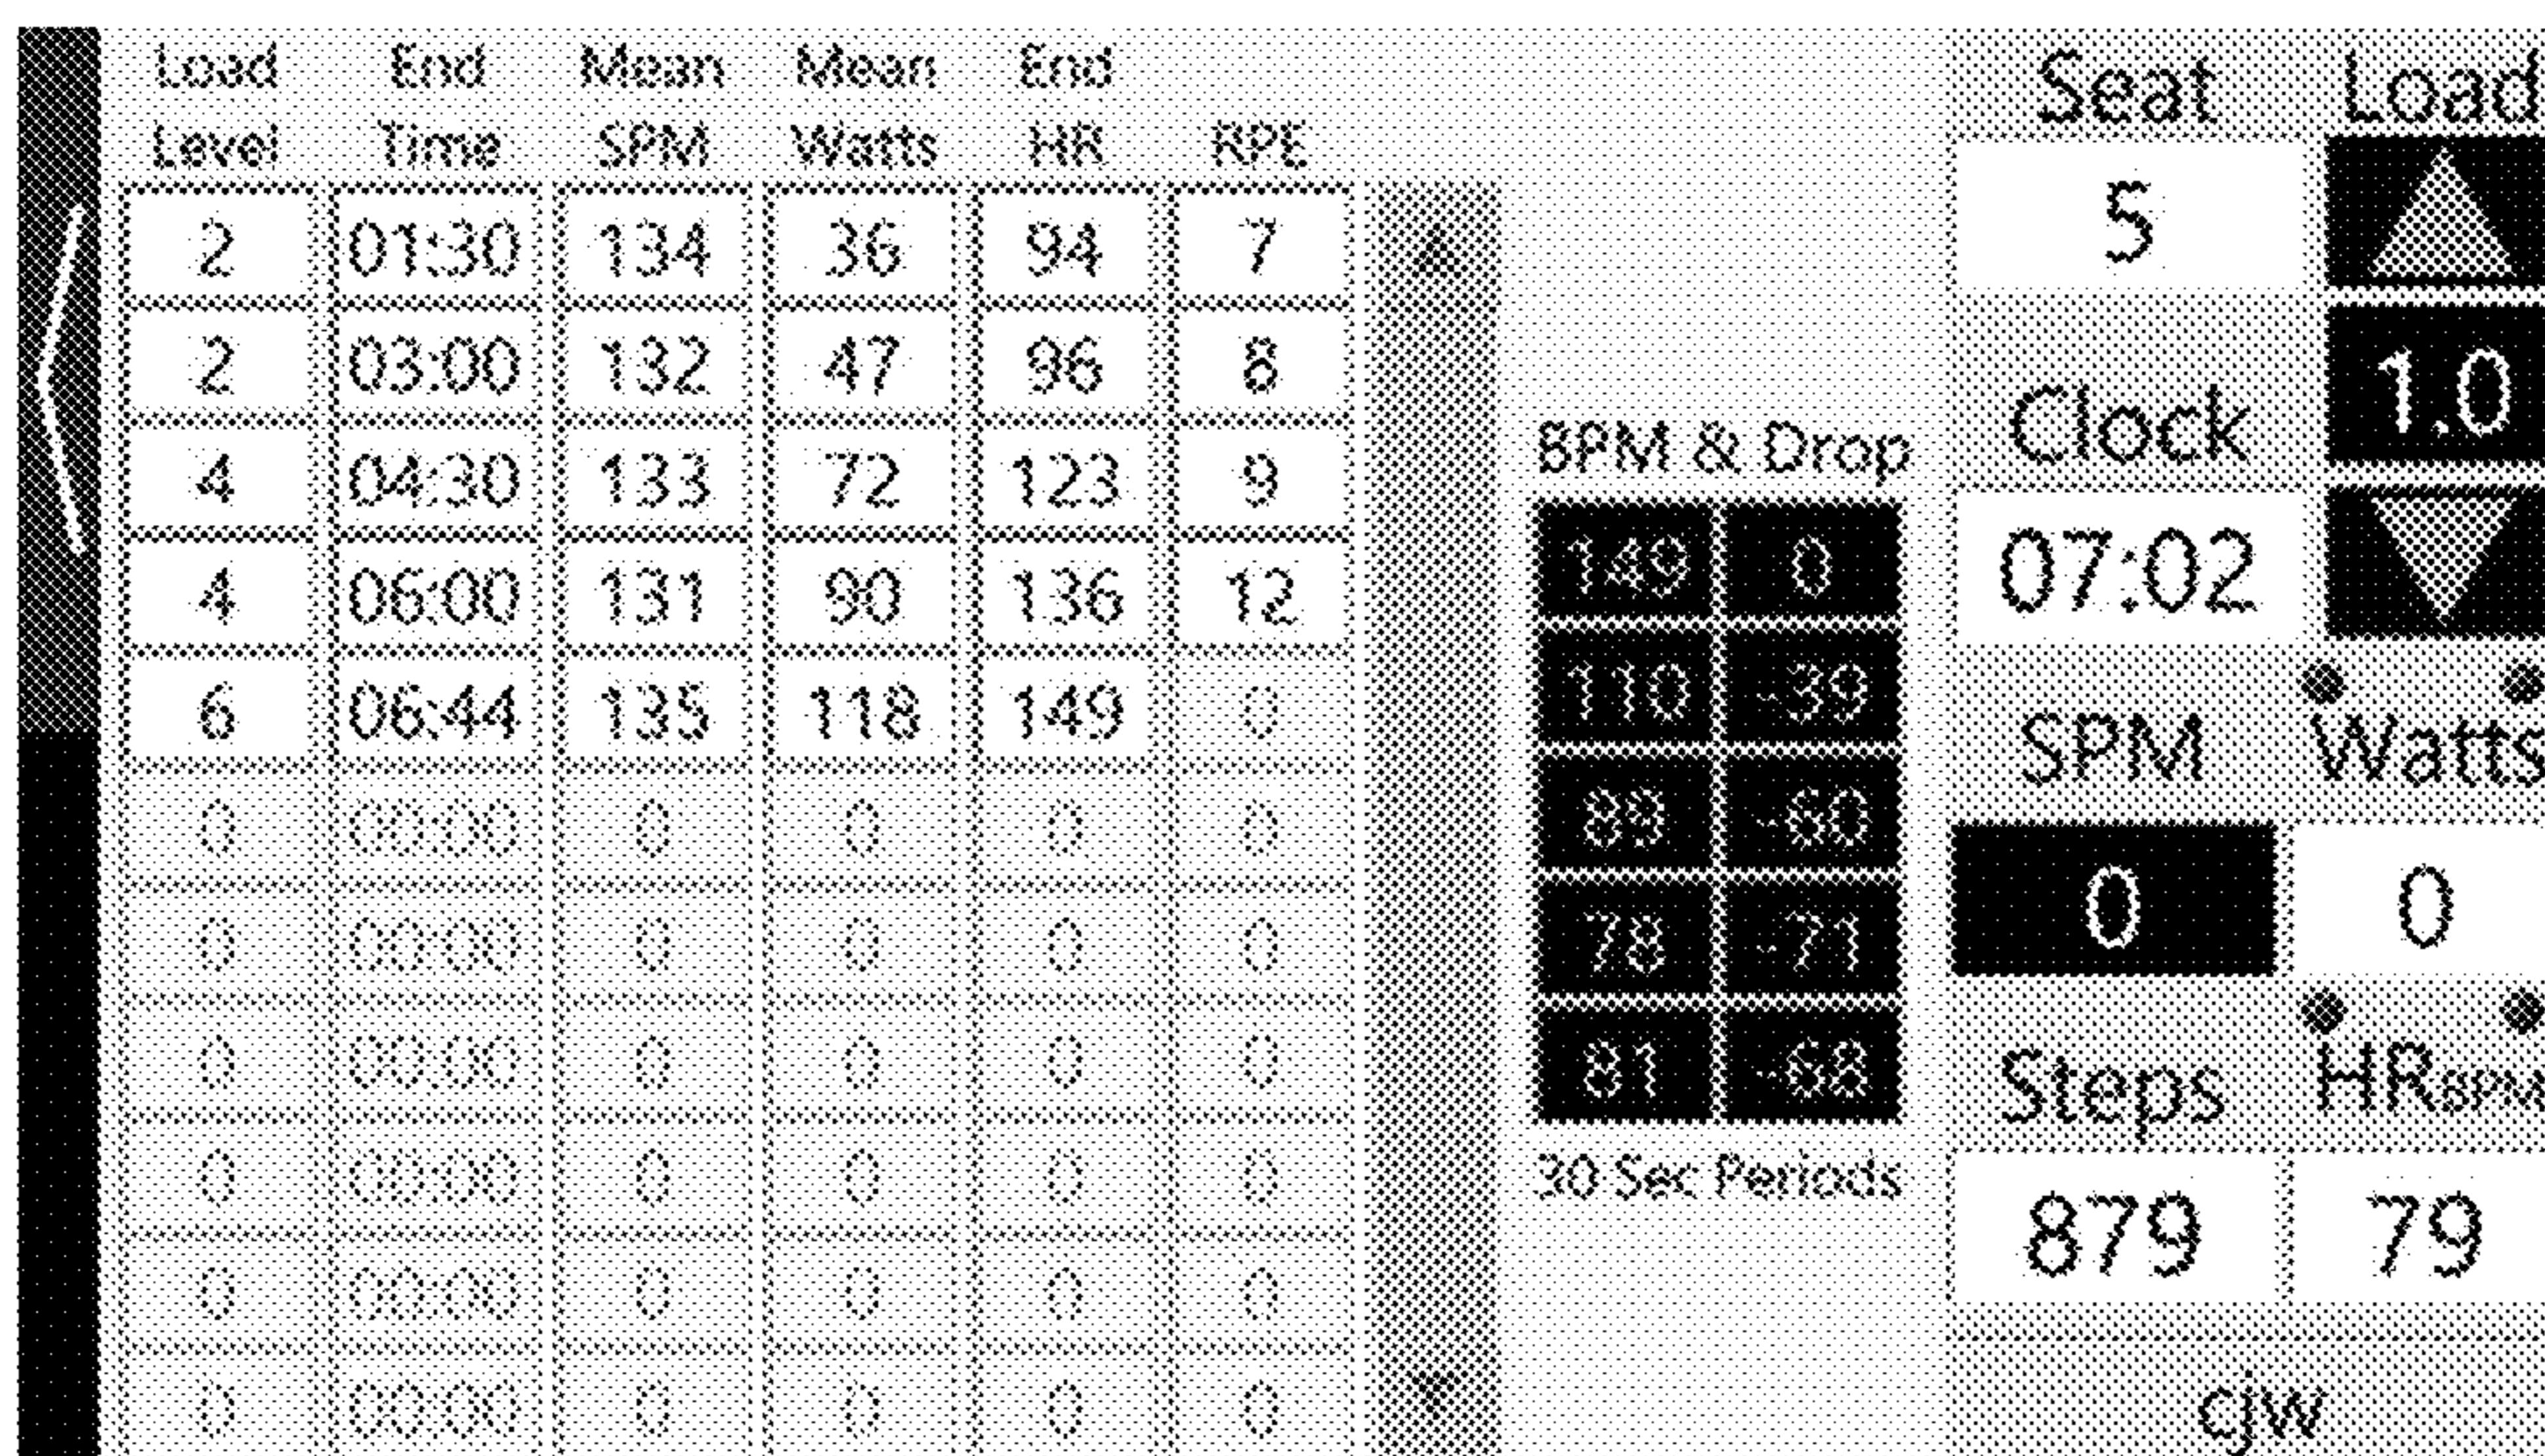 Load End Mean Mean End
Level Time SPM Watts HR RPE
2 01:30 134 36 94 7
2 03:00 132 47 96 8
4 04:30 133 72 123 9
4 06:00 131 90 136 12
6 06:44 135 118 149 0
0 00:00 0 0 0 0
0 00:00 0 0 0 0
0 00:00 0 0 0 0
0 00:00 0 0 0 0
0 00:00 0 0 0 0
0 00:00 0 0 0 0
BPM & Drop
149 0
110 -39
89 -60
78 -71
81 -68
30 Sec Periods
Seat Load
5
1.0
Clock
07:02
SPM Watts
0 0
Steps HR BPM
879 79
gjw